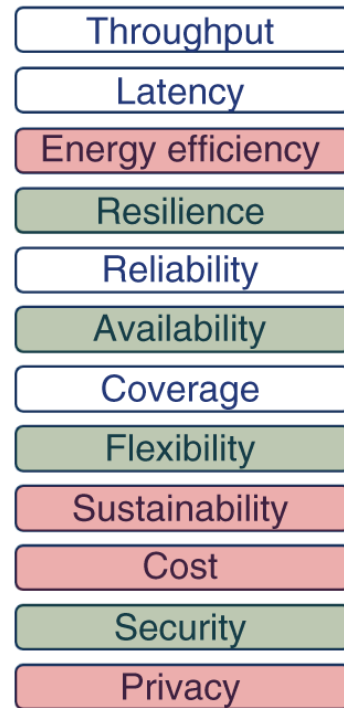 Throughput
Latency
Energy efficiency
Resilience
Reliability
Availability
Coverage
Flexibility
Sustainability
Cost
Security
Privacy